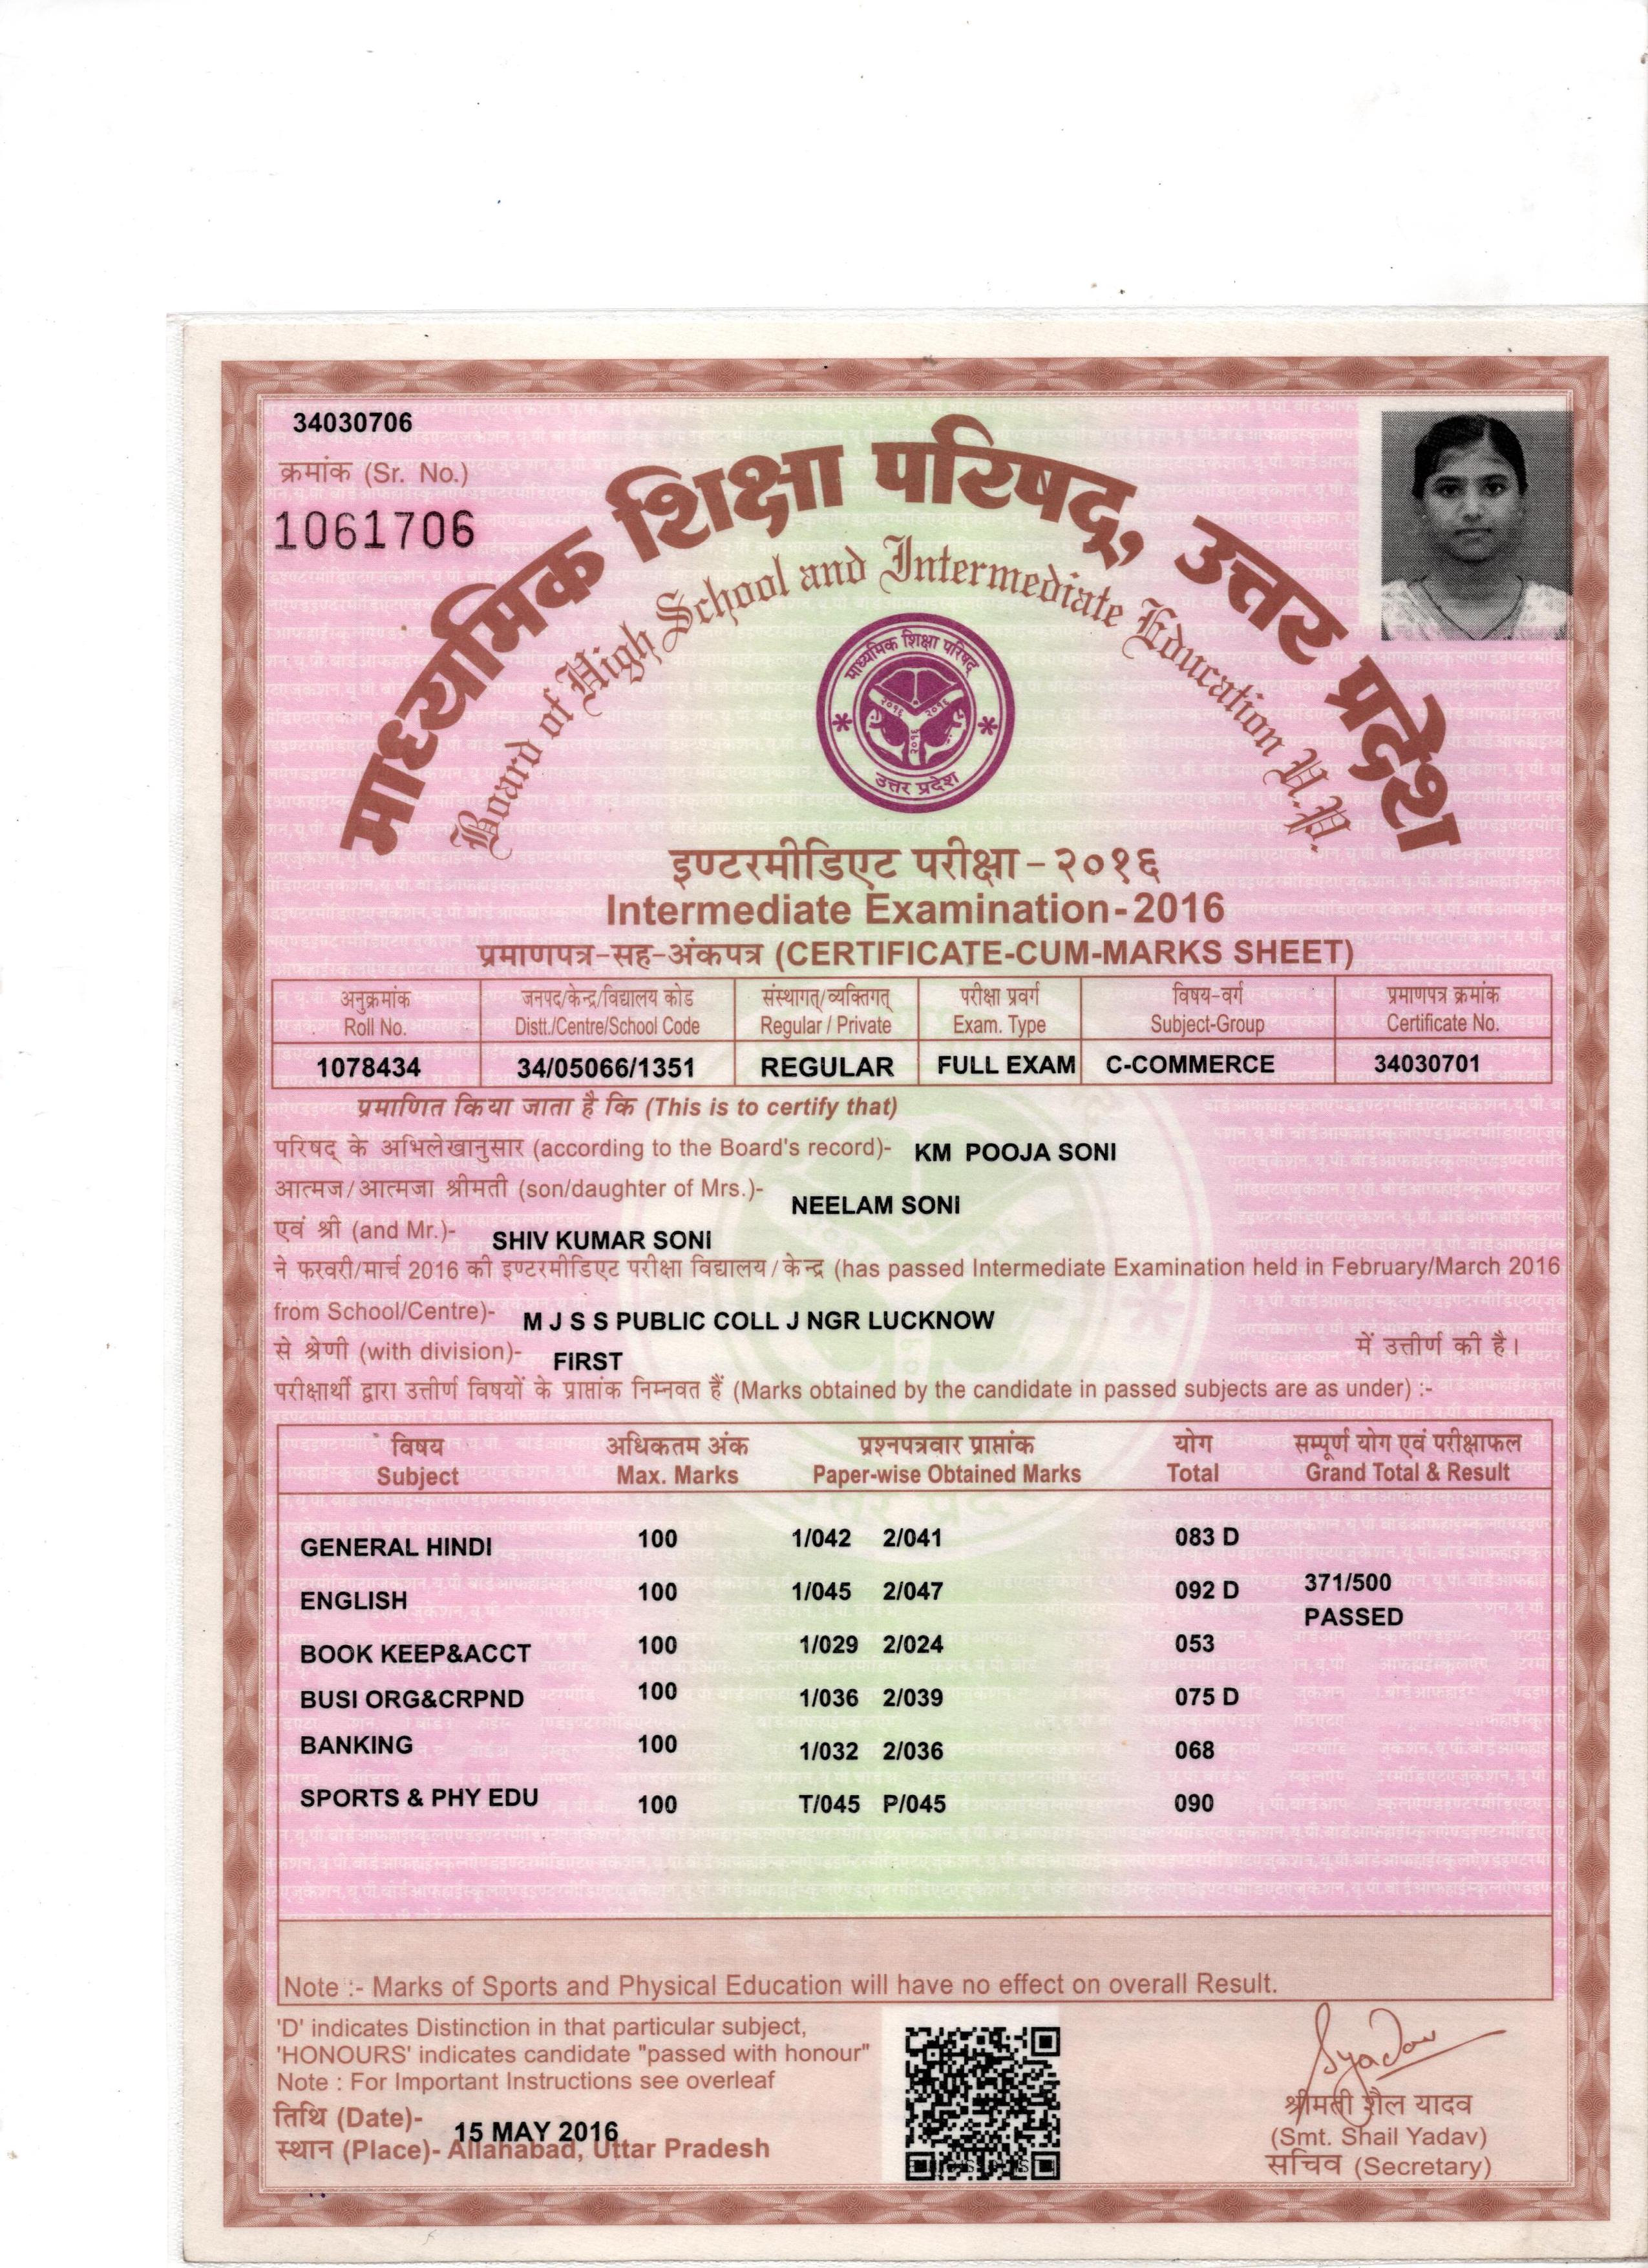 34030706
क्रमांक (Sr. No.)
1061706
माध्यमिक शिक्षा परिषद्, उत्तर प्रदेश
Board of High School and Intermediate Education U.P.
माध्यमिक शिक्षा परिषद्
२०१६ २०१६
२०१६
उत्तर प्रदेश
इण्टरमीडिएट परीक्षा - २०१६
Intermediate Examination - 2016
प्रमाणपत्र-सह-अंकपत्र (CERTIFICATE-CUM-MARKS SHEET)
अनुक्रमांक जनपद/केन्द्र/विद्यालय कोड संस्थागत्/व्यक्तिगत् परीक्षा प्रवर्ग विषय-वर्ग प्रमाणपत्र क्रमांक
Roll No. Distt./Centre/School Code Regular / Private Exam. Type Subject-Group Certificate No.
1078434 34/05066/1351 REGULAR FULL EXAM C-COMMERCE 34030701
प्रमाणित किया जाता है कि (This is to certify that)
परिषद् के अभिलेखानुसार (according to the Board's record)- KM POOJA SONI
आत्मज/आत्मजा श्रीमती (son/daughter of Mrs.)- NEELAM SONI
एवं श्री (and Mr.)- SHIV KUMAR SONI
ने फरवरी/मार्च 2016 की इण्टरमीडिएट परीक्षा विद्यालय / केन्द्र (has passed Intermediate Examination held in February/March 2016
from School/Centre)- M J S S PUBLIC COLL J NGR LUCKNOW
से श्रेणी (with division)- FIRST में उत्तीर्ण की है।
परीक्षार्थी द्वारा उत्तीर्ण विषयों के प्राप्तांक निम्नवत हैं (Marks obtained by the candidate in passed subjects are as under) :-
विषय अधिकतम अंक प्रश्नपत्रवार प्राप्तांक योग सम्पूर्ण योग एवं परीक्षाफल
Subject Max. Marks Paper-wise Obtained Marks Total Grand Total & Result
GENERAL HINDI 100 1/042 2/041 083 D
ENGLISH 100 1/045 2/047 092 D 371/500
PASSED
BOOK KEEP&ACCT 100 1/029 2/024 053
BUSI ORG&CRPND 100 1/036 2/039 075 D
BANKING 100 1/032 2/036 068
SPORTS & PHY EDU 100 T/045 P/045 090
Note :- Marks of Sports and Physical Education will have no effect on overall Result.
'D' indicates Distinction in that particular subject,
'HONOURS' indicates candidate "passed with honour"
Note : For Important Instructions see overleaf
तिथि (Date)- 15 MAY 2016
स्थान (Place)- Allahabad, Uttar Pradesh
Syadav
श्रीमती शैल यादव
(Smt. Shail Yadav)
सचिव (Secretary)